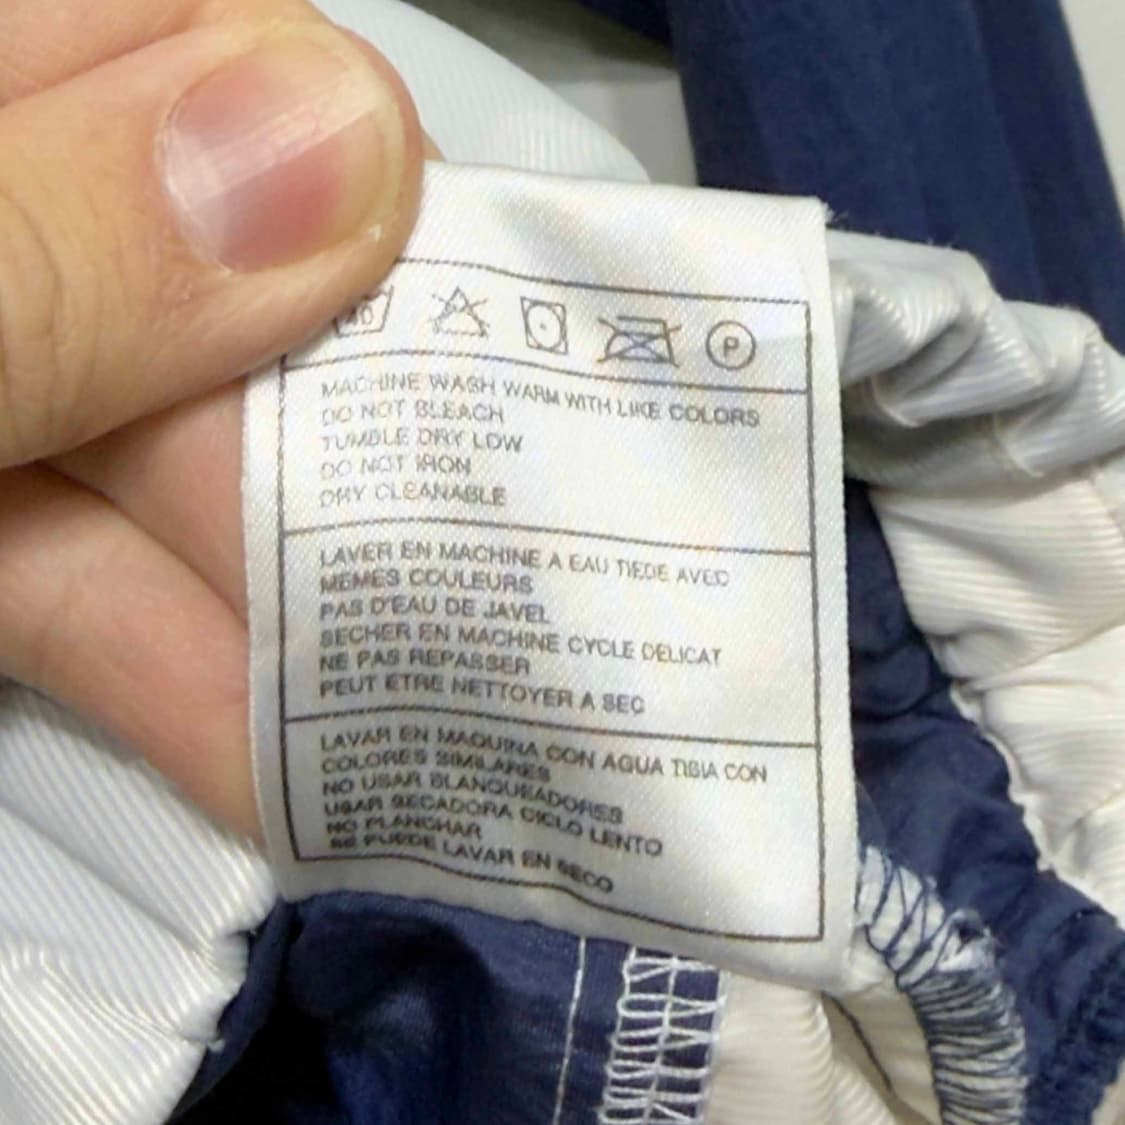 40
P
MACHINE WASH WARM WITH LIKE COLORS
DO NOT BLEACH
TUMBLE DRY LOW
DO NOT IRON
DRY CLEANABLE
LAVER EN MACHINE A EAU TIEDE AVEC
MEMES COULEURS
PAS D'EAU DE JAVEL
SECHER EN MACHINE CYCLE DELICAT
NE PAS REPASSER
PEUT ETRE NETTOYER A SEC
LAVAR EN MAQUINA CON AGUA TIBIA CON
COLORES SIMILARES
NO USAR BLANQUEADORES
USAR SECADORA CICLO LENTO
NO PLANCHAR
SE PUEDE LAVAR EN SECO